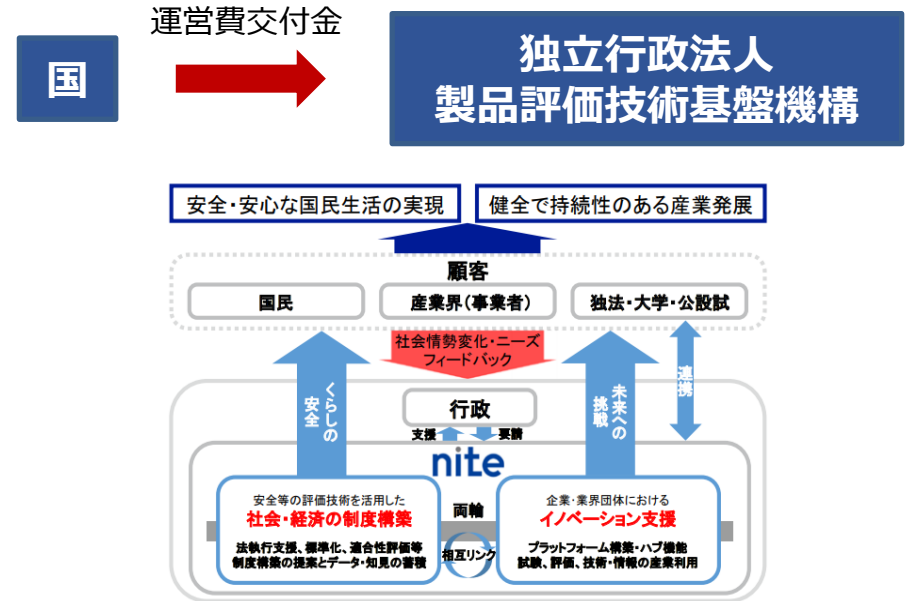 運営費交付金
国
独立行政法人
製品評価技術基盤機構
安全・安心な国民生活の実現
健全で持続性のある産業発展
顧客
国民
産業界（事業者）
独法・大学・公設試
社会情勢変化・ニーズ
フィードバック
くらしの
安全
未来への
挑戦
連携
行政
支援
要請
nite
安全等の評価技術を活用した
社会・経済の制度構築
法執行支援、標準化、適合性評価等
制度構築の提案とデータ・知見の蓄積
両輪
相互リンク
企業・業界団体における
イノベーション支援
プラットフォーム構築・ハブ機能
試験、評価、技術・情報の産業利用